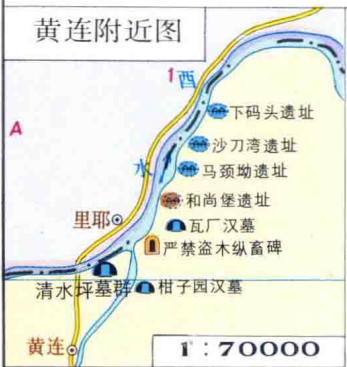 黄连附近图
1
酉
A
下码头遗址
沙刀湾遗址
水
马颈坳遗址
和尚堡遗址
里耶
瓦厂汉墓
严禁盗木纵畜碑
清水坪墓群
柑子园汉墓
黄连
1：70000